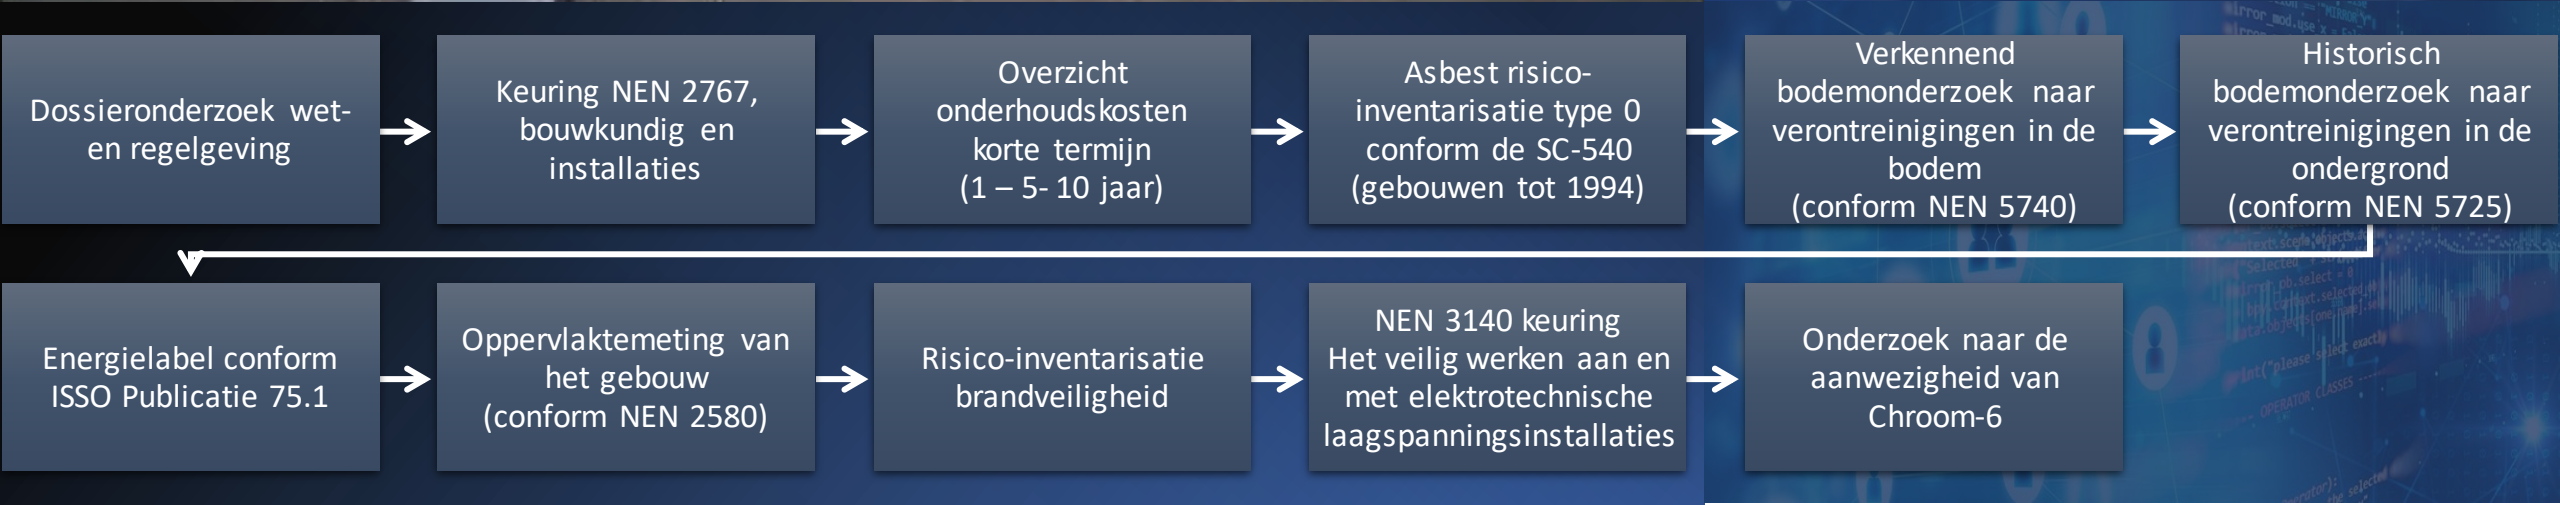 Dossieronderzoek wet-
en regelgeving
Keuring NEN 2767,
bouwkundig en
installaties
Overzicht
onderhoudskosten
korte termijn
(1 – 5- 10 jaar)
Asbest risico-
inventarisatie type 0
conform de SC-540
(gebouwen tot 1994)
Verkennend
bodemonderzoek naar
verontreinigingen in de
bodem
(conform NEN 5740)
Historisch
bodemonderzoek naar
verontreinigingen in de
ondergrond
(conform NEN 5725)
Energielabel conform
ISSO Publicatie 75.1
Oppervlaktemeting van
het gebouw
(conform NEN 2580)
Risico-inventarisatie
brandveiligheid
NEN 3140 keuring
Het veilig werken aan en
met elektrotechnische
laagspanningsinstallaties
Onderzoek naar de
aanwezigheid van
Chroom-6